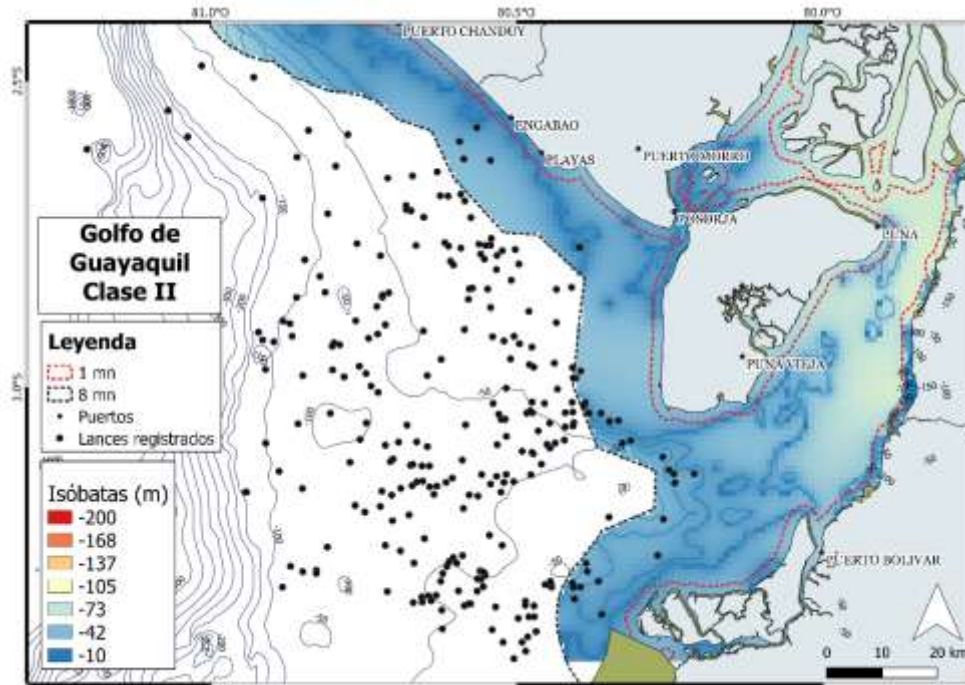 81.0°O
80.5°O
80.0°O
2.5°S
PUERTO CHANDUY
ENGABAO
PLAYAS
PUERTO MORRO
POSORJA
PUNA
Golfo de
Guayaquil
Clase II
Leyenda
1 mn
8 mn
Puertos
Lances registrados
PUNA VIEJA
Isóbatas (m)
-200
-168
-137
-105
-73
-42
-10
PUERTO BOLIVAR
0 10 20 km